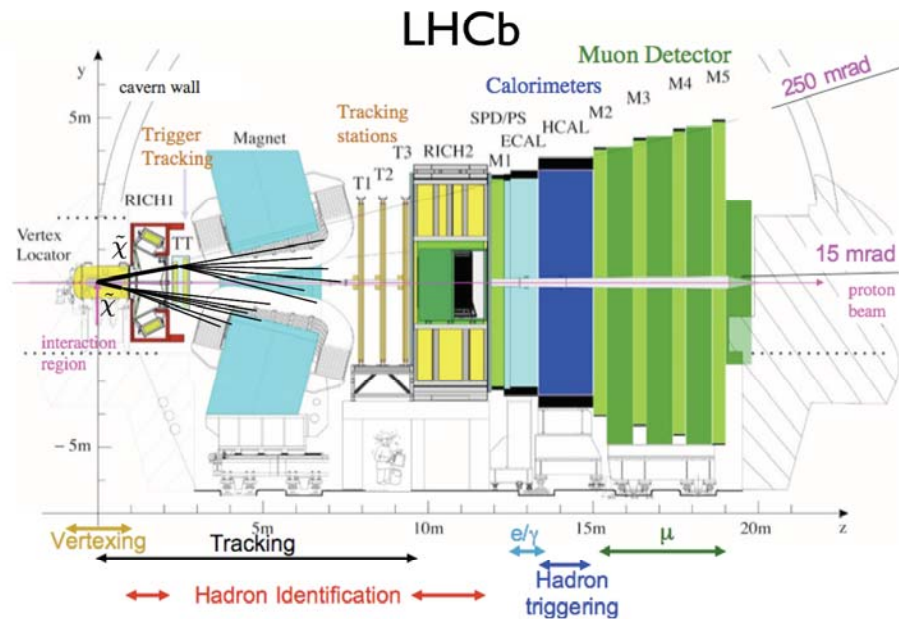 LHCb
Muon Detector
250 mrad
y
cavern wall
5m
Calorimeters
M5
M4
M3
M2
HCAL
ECAL
SPD/PS
M1
Tracking
stations
RICH2
T3
T2
T1
Magnet
Trigger
Tracking
RICH1
TT
Vertex
Locator
χ̃
χ̃
15 mrad
proton
beam
interaction
region
− 5m
5m
10m
15m
20m
z
Vertexing
Tracking
e/γ
μ
Hadron Identification
Hadron
triggering